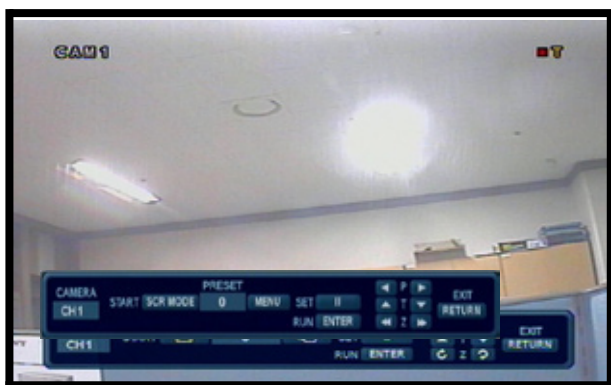 CAM 1
T
PRESET
CAMERA
START SCR MODE 0 MENU SET II
P
EXIT
CH1
T
RETURN
RUN ENTER
Z
EXIT
CH1
RETURN
RUN ENTER
Z